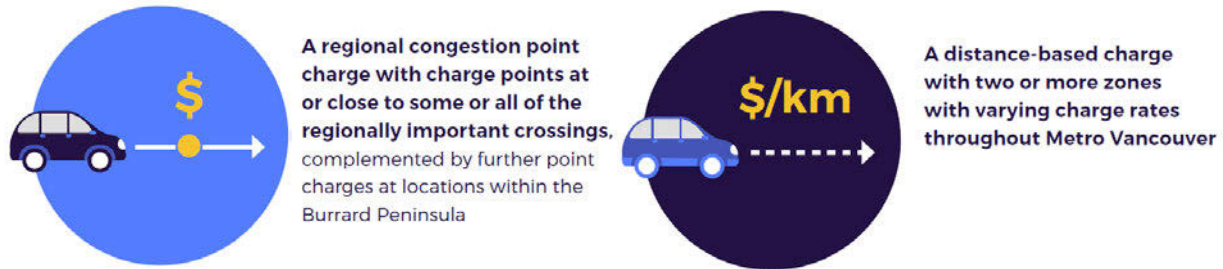 $
A regional congestion point
charge with charge points at
or close to some or all of the
regionally important crossings,
complemented by further point
charges at locations within the
Burrard Peninsula
$/km
A distance-based charge
with two or more zones
with varying charge rates
throughout Metro Vancouver